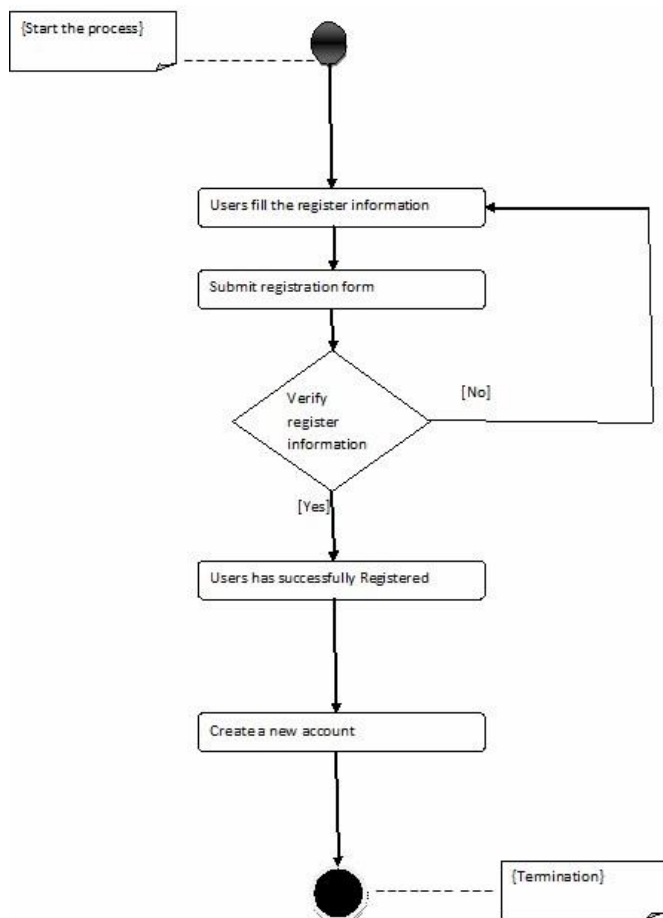 {Start the process}
Users fill the register information
Submit registration form
Verify
register
information
[No]
[Yes]
Users has successfully Registered
Create a new account
{Termination}